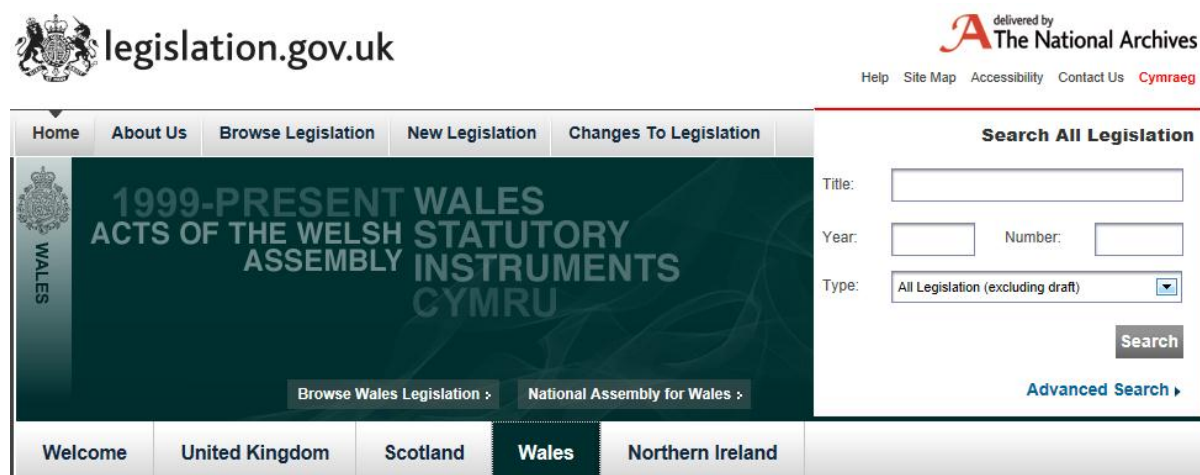 legislation.gov.uk
delivered by
The National Archives
Help Site Map Accessibility Contact Us Cymraeg
Home About Us Browse Legislation New Legislation Changes To Legislation
Search All Legislation
WALES
1999-PRESENT
ACTS OF THE WELSH
ASSEMBLY
WALES
STATUTORY
INSTRUMENTS
CYMRU
Browse Wales Legislation
National Assembly for Wales
Title:
Year: Number:
Type: All Legislation (excluding draft)
Search
Advanced Search
Welcome United Kingdom Scotland Wales Northern Ireland